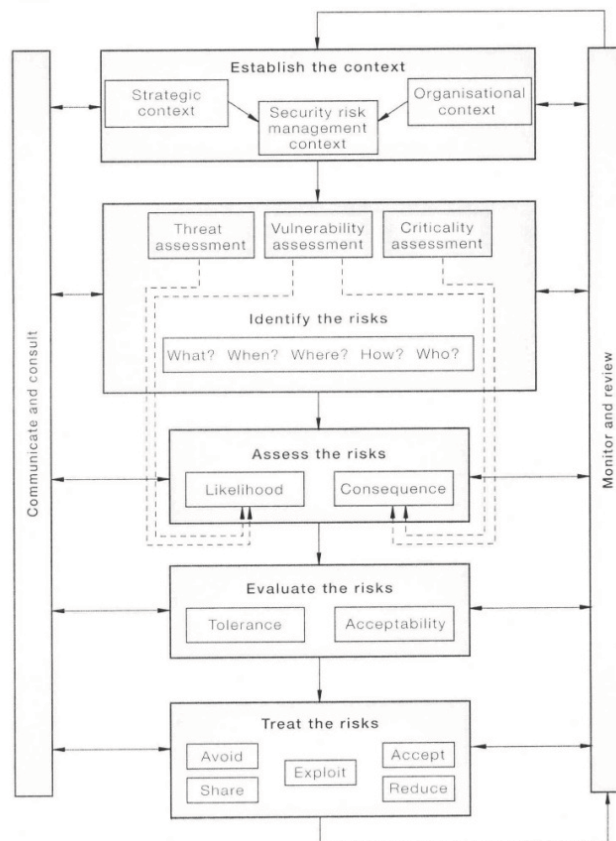 Establish the context
Strategic
context
Organisational
context
Security risk
management
context
Threat
assessment
Vulnerability
assessment
Criticality
assessment
Identify the risks
What? When? Where? How? Who?
Assess the risks
Likelihood
Consequence
Evaluate the risks
Tolerance
Acceptability
Treat the risks
Avoid
Accept
Exploit
Share
Reduce
Communicate and consult
Monitor and review